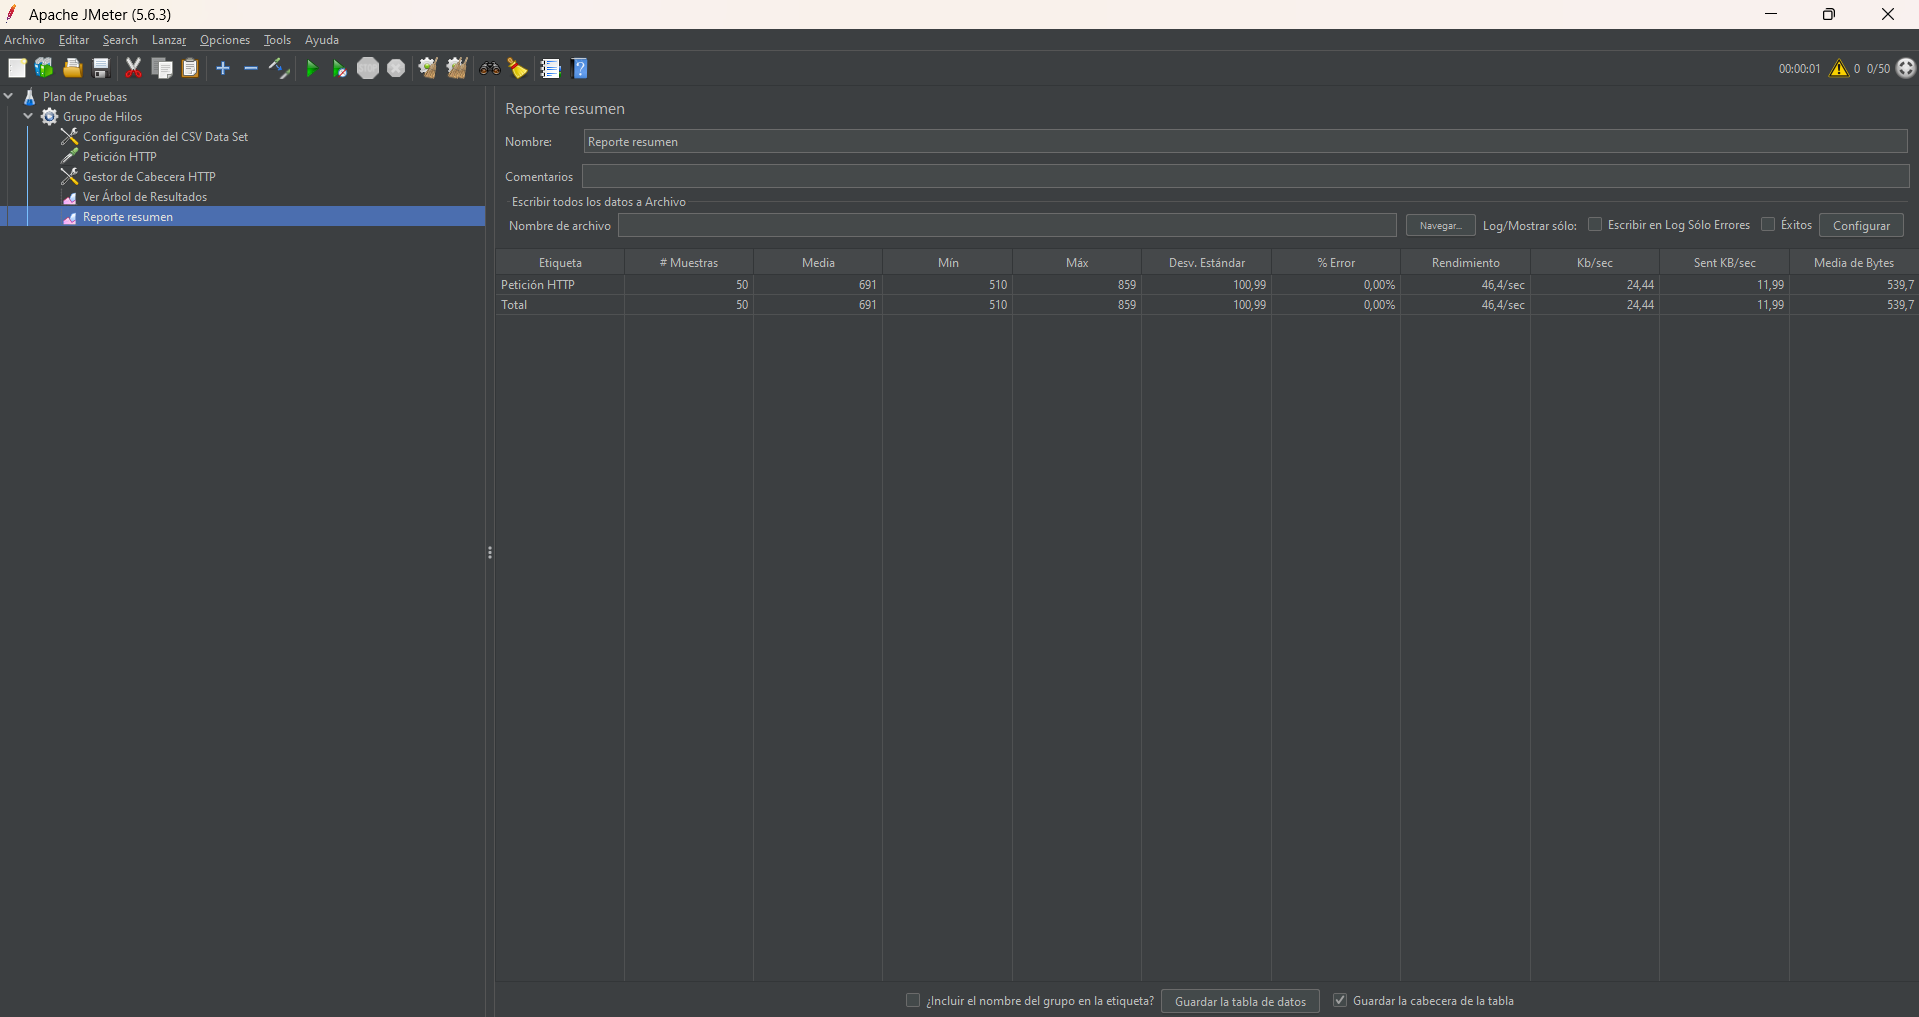 Apache JMeter (5.6.3)
Archivo Editar Search Lanzar Opciones Tools Ayuda
00:00:01 0 0/50
Plan de Pruebas
Grupo de Hilos
Configuración del CSV Data Set
Petición HTTP
Gestor de Cabecera HTTP
Ver Árbol de Resultados
Reporte resumen
Reporte resumen
Nombre: Reporte resumen
Comentarios
Escribir todos los datos a Archivo
Nombre de archivo Navegar... Log/Mostrar sólo: Escribir en Log Sólo Errores Éxitos Configurar
Etiqueta # Muestras Media Mín Máx Desv. Estándar % Error Rendimiento Kb/sec Sent KB/sec Media de Bytes
Petición HTTP 50 691 510 859 100,99 0,00% 46,4/sec 24,44 11,99 539,7
Total 50 691 510 859 100,99 0,00% 46,4/sec 24,44 11,99 539,7
¿Incluir el nombre del grupo en la etiqueta? Guardar la tabla de datos Guardar la cabecera de la tabla